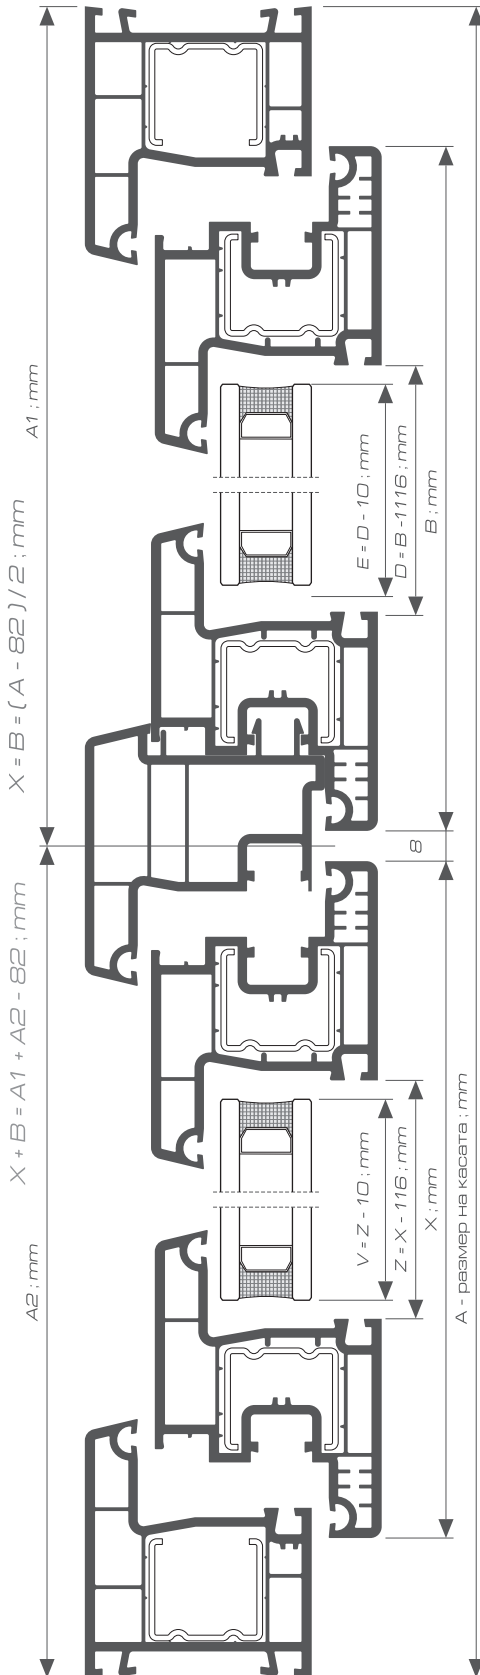 A1 ; mm
X = B = ( A - 82 ) / 2 ; mm
E = D - 10 ; mm
D = B - 1116 ; mm
B ; mm
8
X + B = A1 + A2 - 82 ; mm
A2 ; mm
V = Z - 10 ; mm
Z = X - 116 ; mm
X ; mm
A - размер на касата ; mm